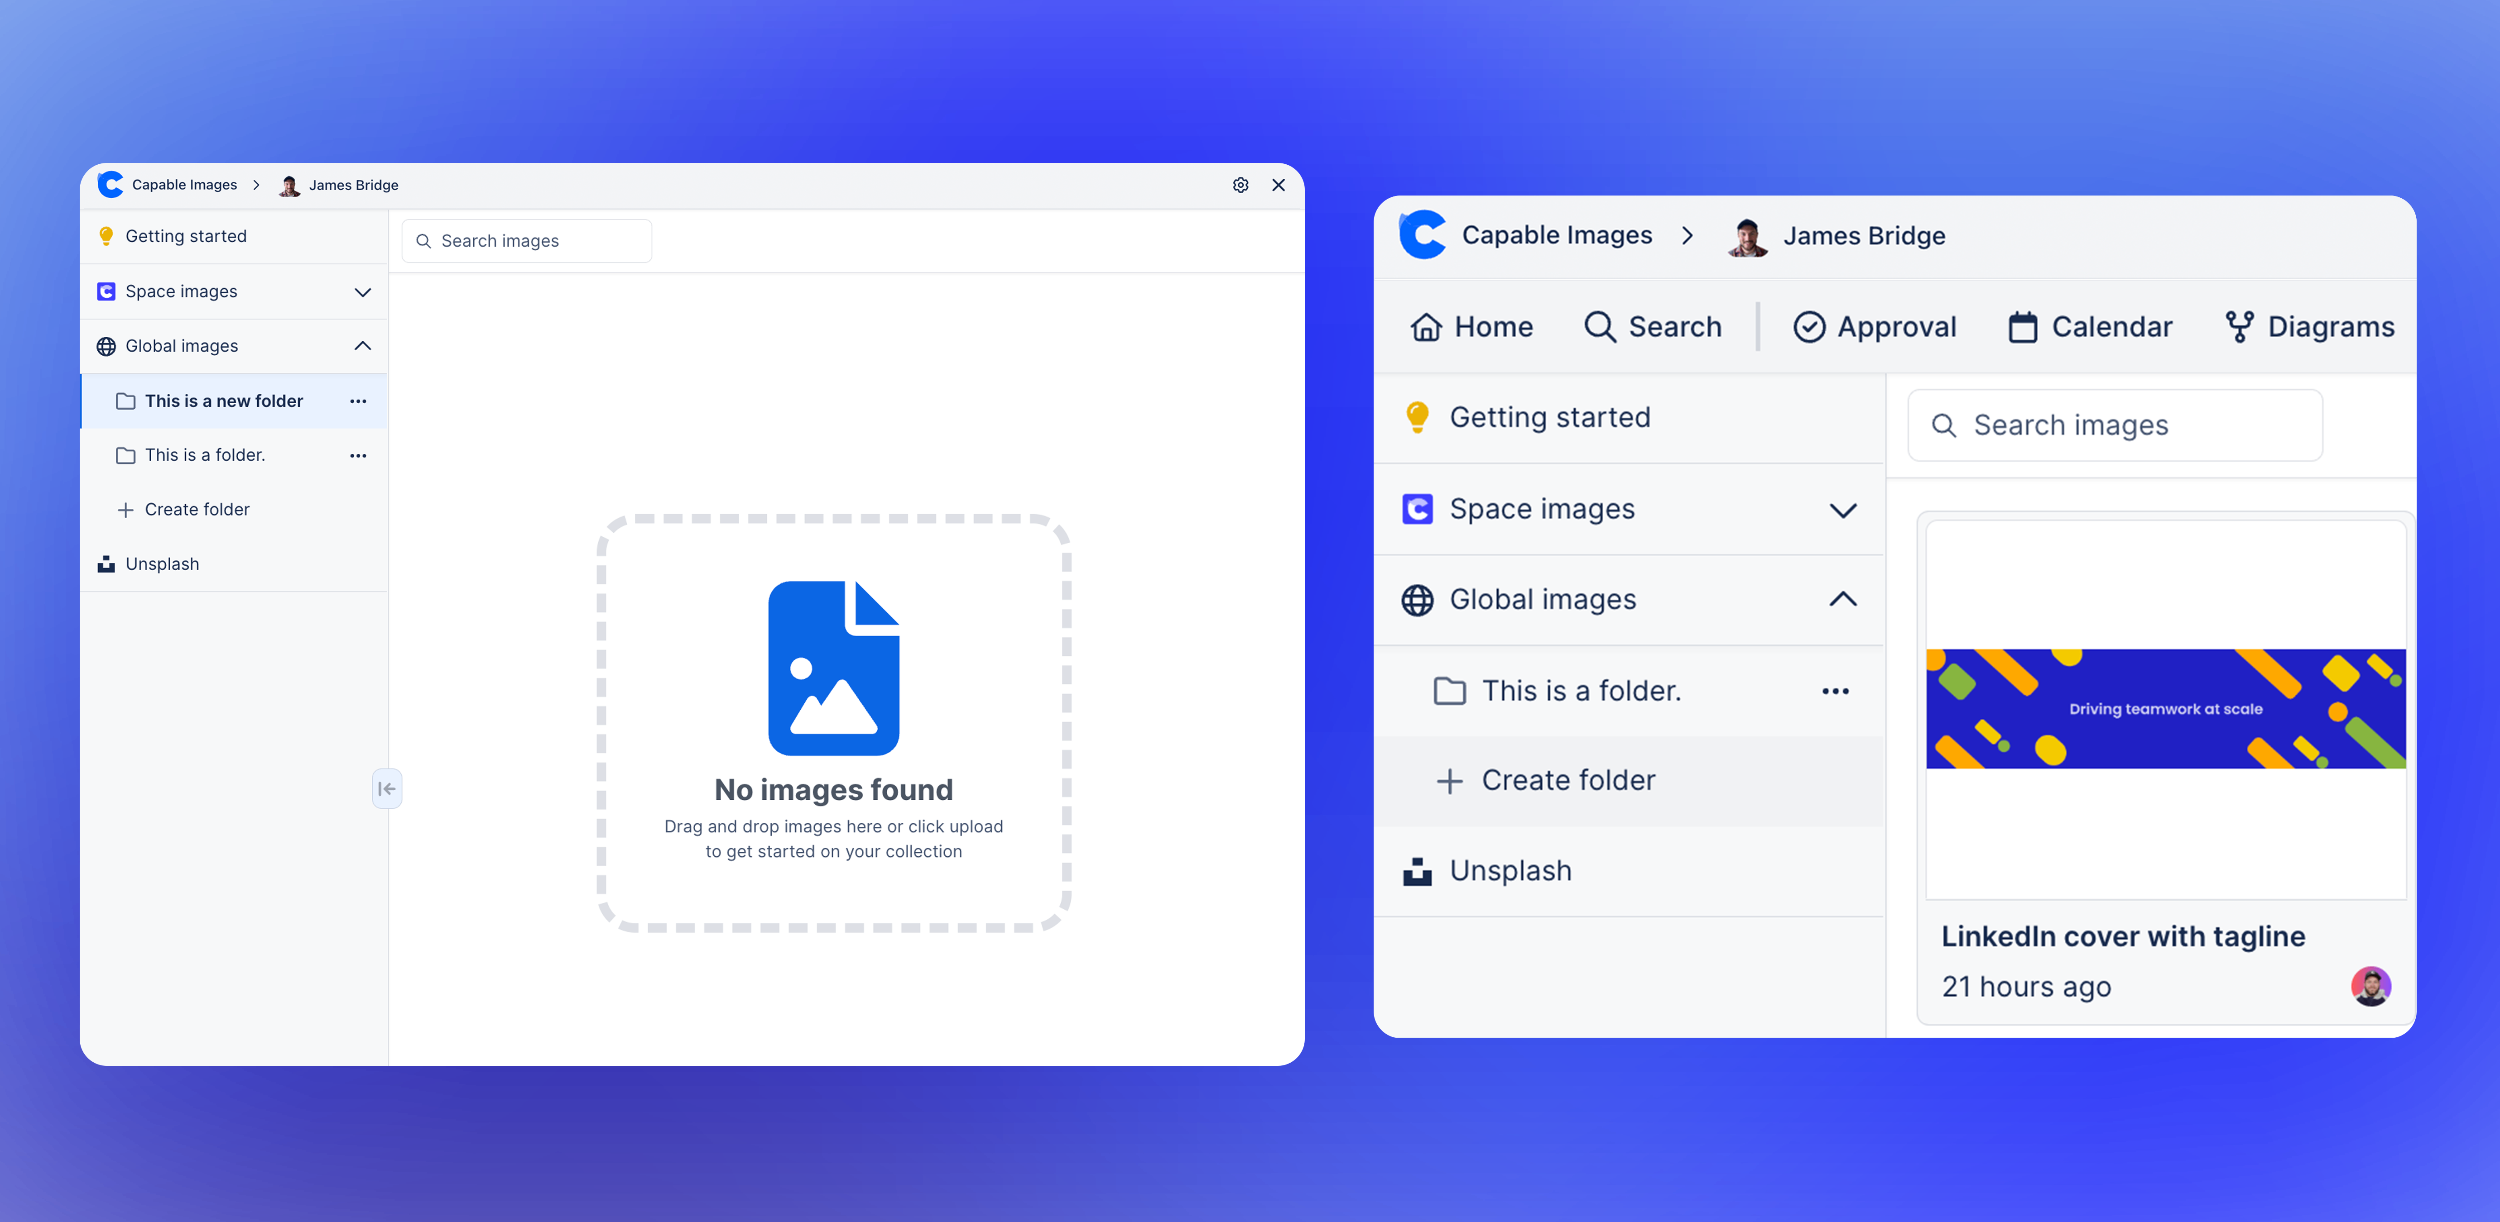 Capable Images
James Bridge
Getting started
Space images
Global images
This is a new folder
This is a folder.
Create folder
Unsplash
Search images
No images found
Drag and drop images here or click upload
to get started on your collection
Capable Images
James Bridge
Home
Search
Approval
Calendar
Diagrams
Getting started
Space images
Global images
This is a folder.
Create folder
Unsplash
Search images
Driving teamwork at scale
LinkedIn cover with tagline
21 hours ago